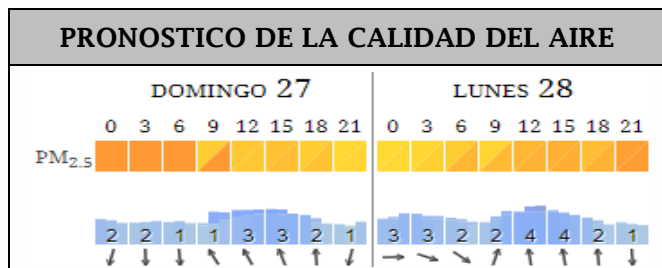 PRONOSTICO DE LA CALIDAD DEL AIRE
DOMINGO 27 LUNES 28
0 3 6 9 12 15 18 21 0 3 6 9 12 15 18 21
PM2.5
2 2 1 1 3 3 2 1 3 3 2 2 4 4 2 1